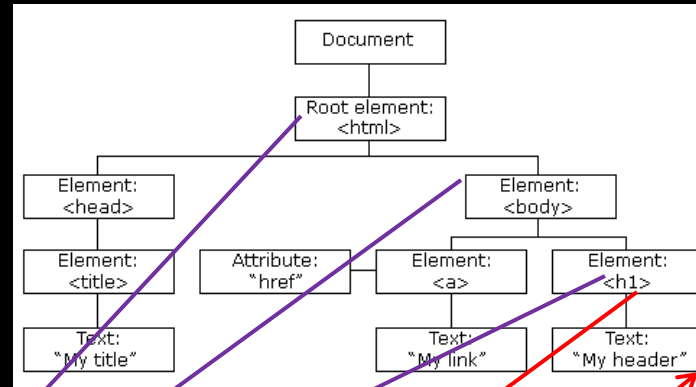 Document
Root element:
<html>
Element:
<head>
Element:
<body>
Element:
<title>
Attribute:
"href"
Element:
<a>
Element:
<h1>
Text:
"My title"
Text:
"My link"
Text:
"My header"